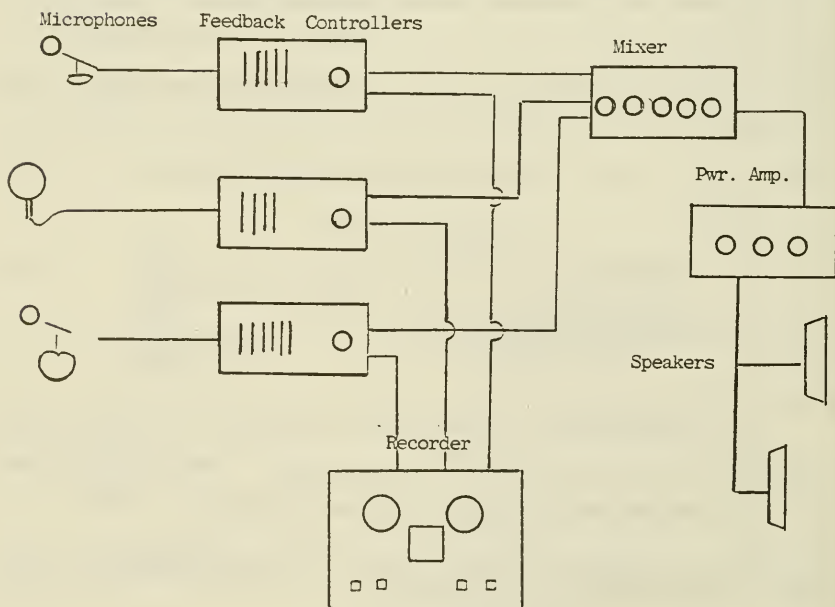 Microphones Feedback Controllers
Mixer
Pwr. Amp.
Speakers
Recorder